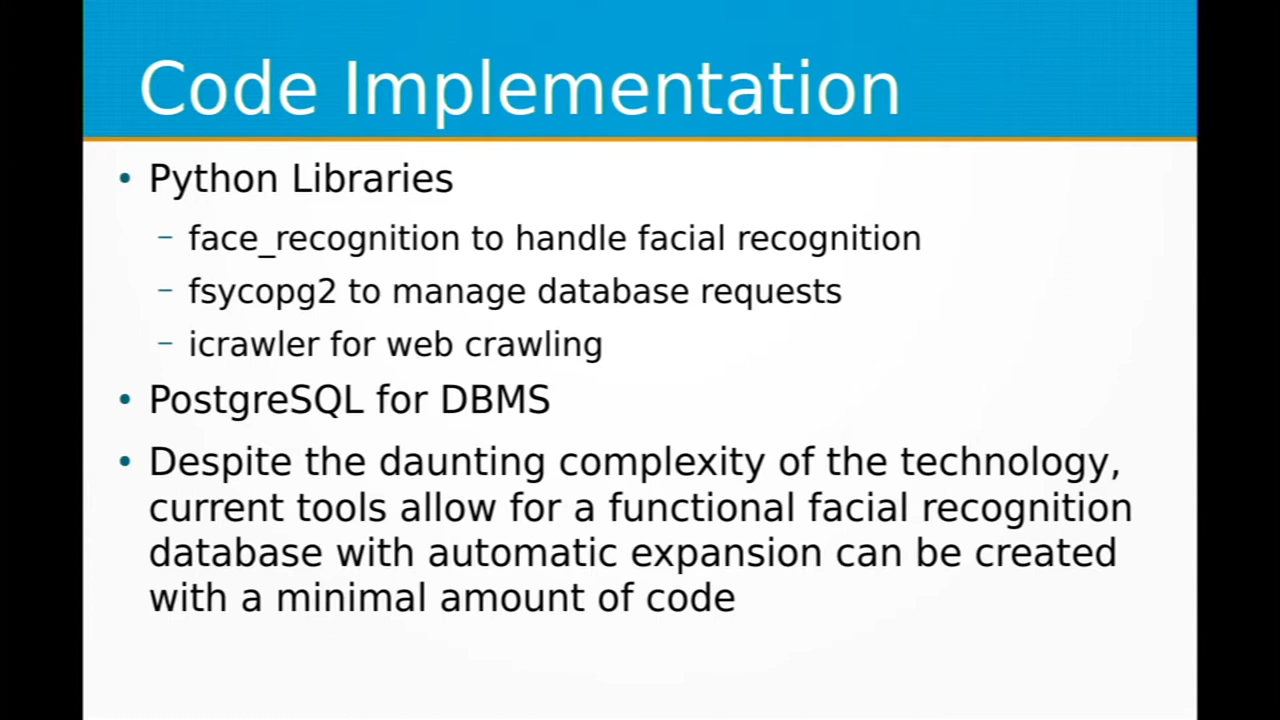 Code Implementation
• Python Libraries
– face_recognition to handle facial recognition
– fsycopg2 to manage database requests
– icrawler for web crawling
• PostgreSQL for DBMS
• Despite the daunting complexity of the technology,
current tools allow for a functional facial recognition
database with automatic expansion can be created
with a minimal amount of code